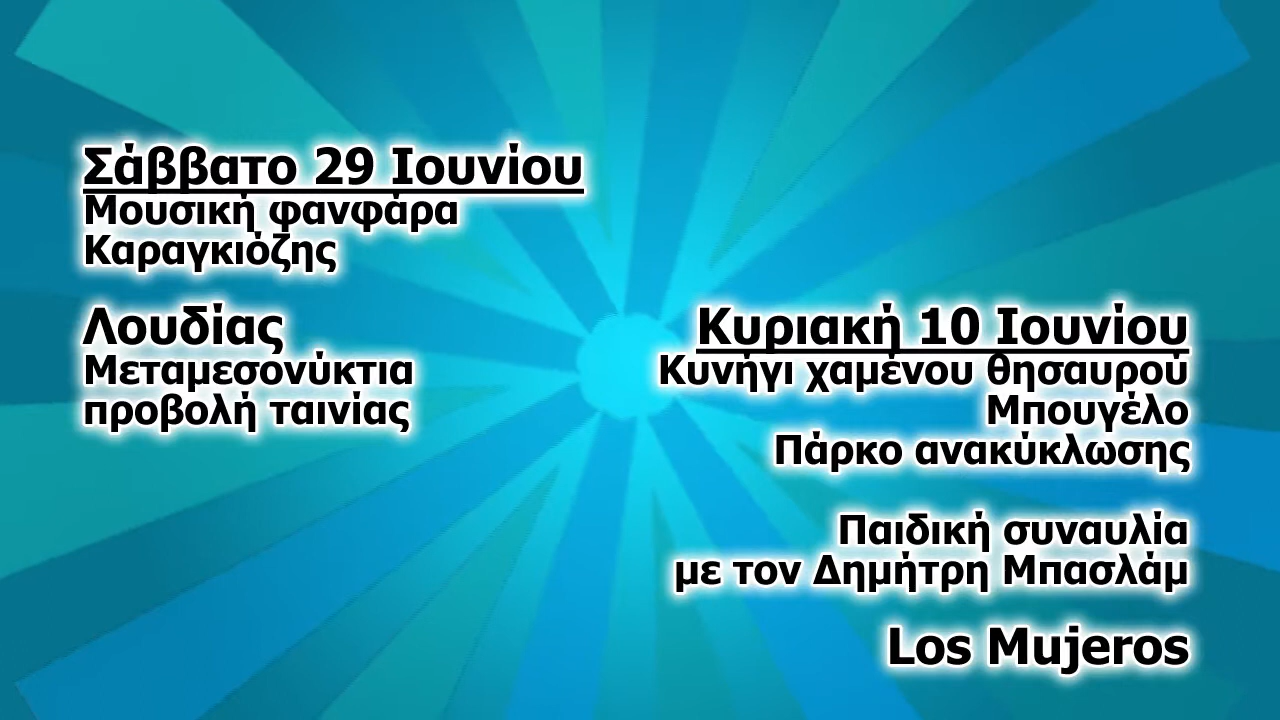 Σάββατο 29 Ιουνίου
Μουσική φανφάρα
Καραγκιόζης
Λουδίας
Μεταμεσονύκτια
προβολή ταινίας
Κυριακή 10 Ιουνίου
Κυνήγι χαμένου θησαυρού
Μπουγέλο
Πάρκο ανακύκλωσης
Παιδική συναυλία
με τον Δημήτρη Μπασλάμ
Los Mujeros